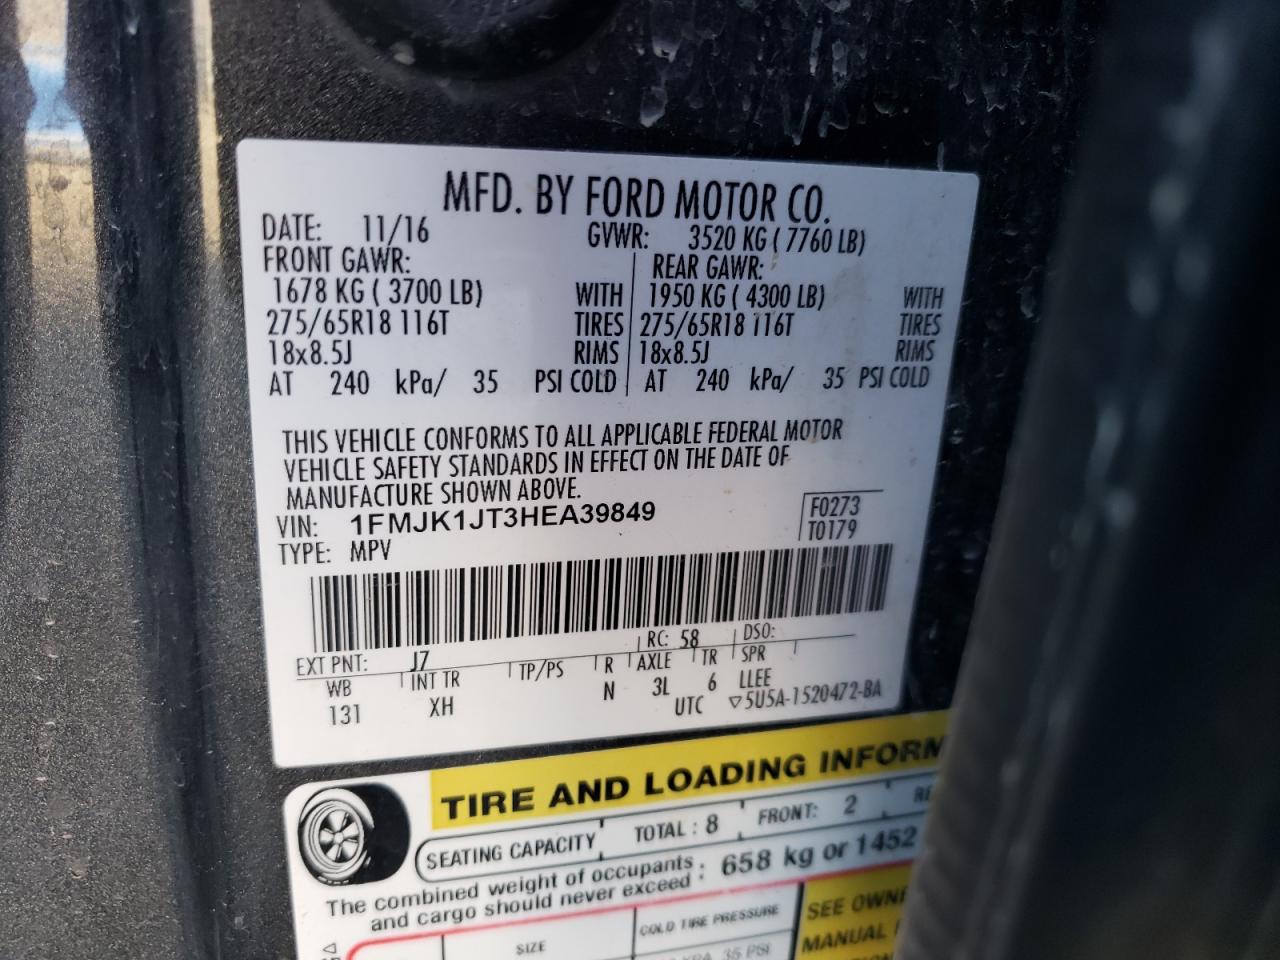 MFD. BY FORD MOTOR CO.
DATE: 11/16 GVWR: 3520 KG ( 7760 LB)
FRONT GAWR: REAR GAWR:
1678 KG ( 3700 LB) WITH 1950 KG ( 4300 LB) WITH
275/65R18 116T TIRES 275/65R18 116T TIRES
18x8.5J RIMS 18x8.5J RIMS
AT 240 kPa/ 35 PSI COLD AT 240 kPa/ 35 PSI COLD
THIS VEHICLE CONFORMS TO ALL APPLICABLE FEDERAL MOTOR
VEHICLE SAFETY STANDARDS IN EFFECT ON THE DATE OF
MANUFACTURE SHOWN ABOVE.
VIN: 1FMJK1JT3HEA39849 F0273
TYPE: MPV T0179
EXT PNT: J7 RC: 58 DSO:
WB INT TR TP/PS R AXLE TR SPR
131 XH N 3L 6 LLEE
UTC ▽5U5A-1520472-BA
TIRE AND LOADING INFORM
SEATING CAPACITY TOTAL : 8 FRONT: 2 RE
The combined weight of occupants : 658 kg or 1452
and cargo should never exceed :
SIZE COLD TIRE PRESSURE SEE OWNE
35 PSI MANUAL